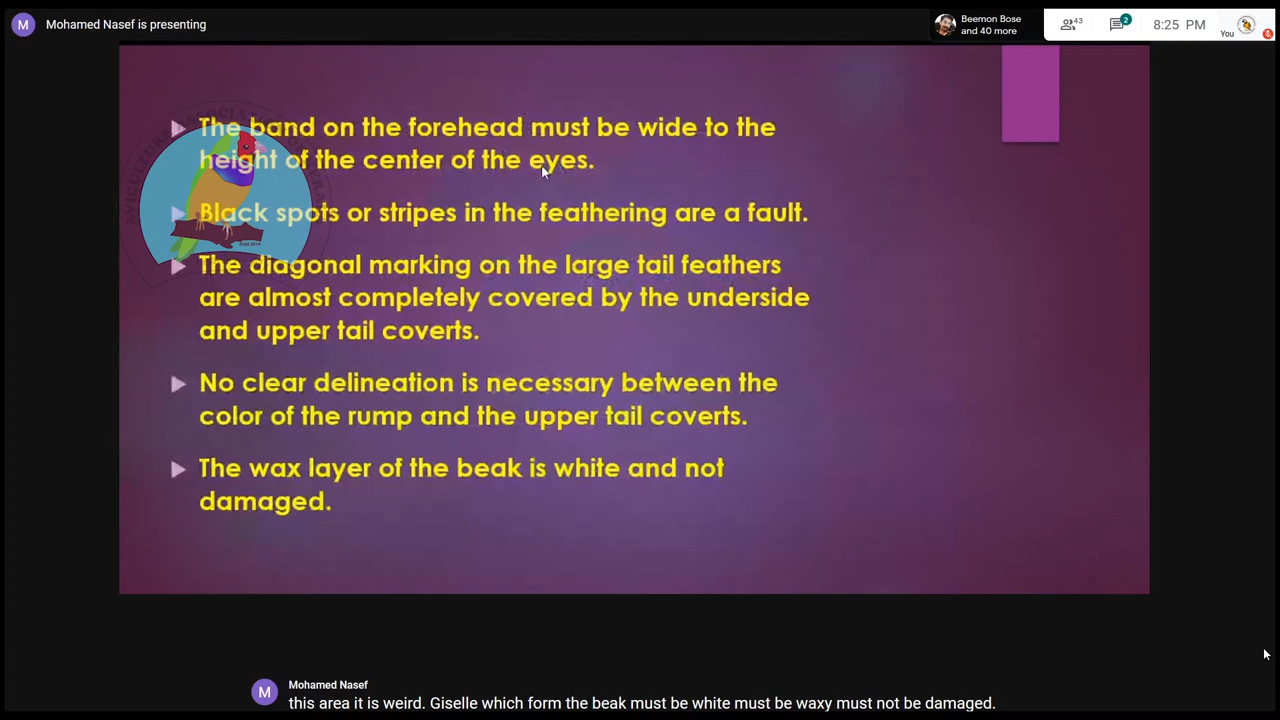 M Mohamed Nasef is presenting
Beemon Bose
and 40 more
43
2
8:25 PM
You
The band on the forehead must be wide to the
height of the center of the eyes.
Black spots or stripes in the feathering are a fault.
The diagonal marking on the large tail feathers
are almost completely covered by the underside
and upper tail coverts.
No clear delineation is necessary between the
color of the rump and the upper tail coverts.
The wax layer of the beak is white and not
damaged.
M Mohamed Nasef
this area it is weird. Giselle which form the beak must be white must be waxy must not be damaged.